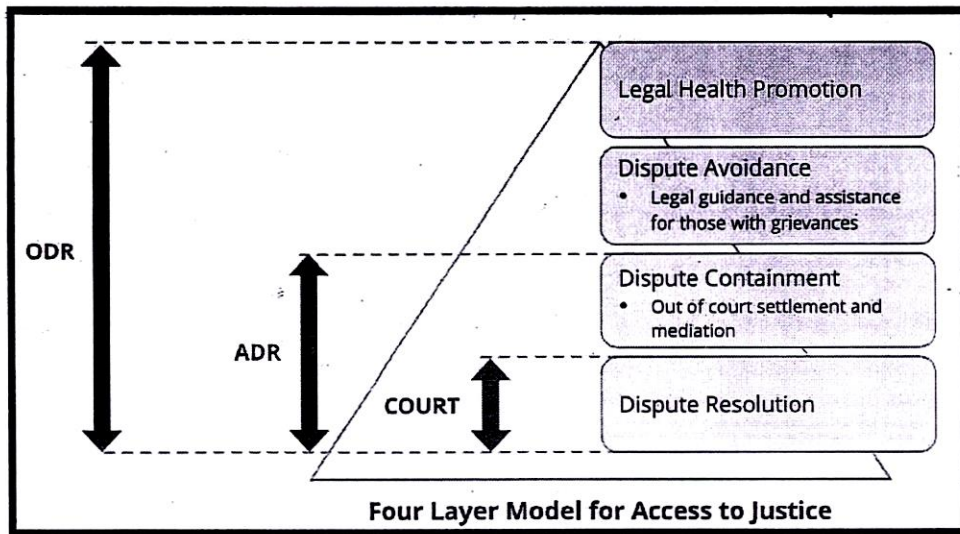 Legal Health Promotion
Dispute Avoidance
• Legal guidance and assistance
for those with grievances
ODR
Dispute Containment
• Out of court settlement and
mediation
ADR
COURT
Dispute Resolution
Four Layer Model for Access to Justice